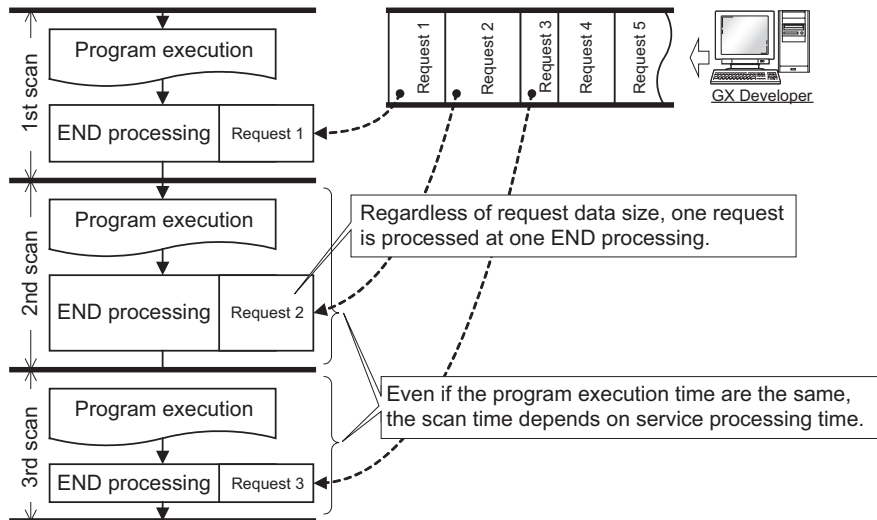 1st scan
Program execution
END processing
Request 1
Request 1
Request 2
Request 3
Request 4
Request 5
GX Developer
2nd scan
Program execution
END processing
Request 2
Regardless of request data size, one request
is processed at one END processing.
3rd scan
Program execution
END processing
Request 3
Even if the program execution time are the same,
the scan time depends on service processing time.